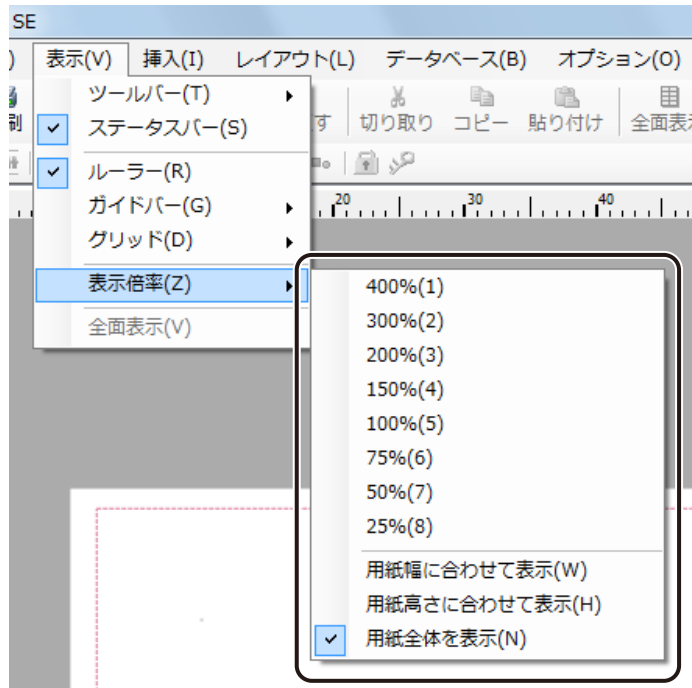 SE
) 表示(V) 挿入(I) レイアウト(L) データベース(B) オプション(O)
刷 す 切り取り コピー 貼り付け 全面表
ツールバー(T)
ステータスバー(S)
ルーラー(R)
ガイドバー(G)
グリッド(D)
表示倍率(Z)
全面表示(V)
20 30 40
400%(1)
300%(2)
200%(3)
150%(4)
100%(5)
75%(6)
50%(7)
25%(8)
用紙幅に合わせて表示(W)
用紙高さに合わせて表示(H)
用紙全体を表示(N)